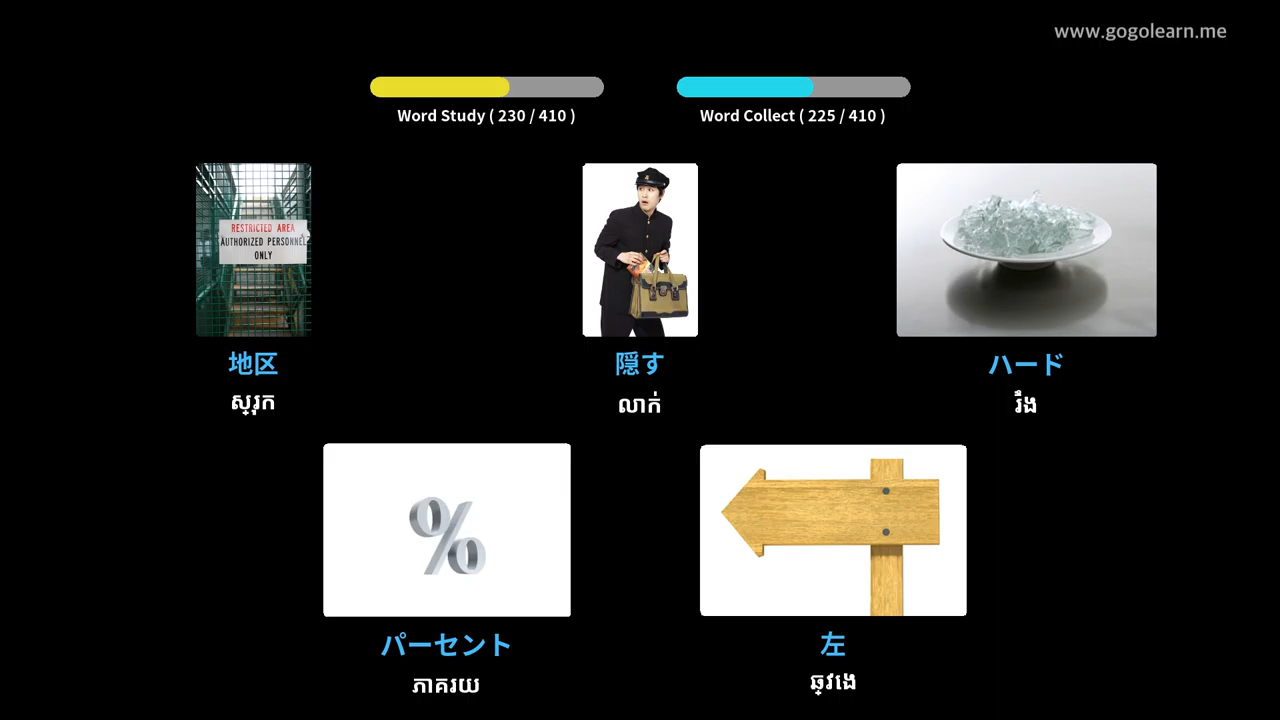 www.gogolearn.me
Word Study ( 230 / 410 )
Word Collect ( 225 / 410 )
RESTRICTED AREA
AUTHORIZED PERSONNEL
ONLY
地区
隠す
ハード
ស្រុក
លាក់
រឹង
%
パーセント
左
ភាគរយ
ឆ្វេង